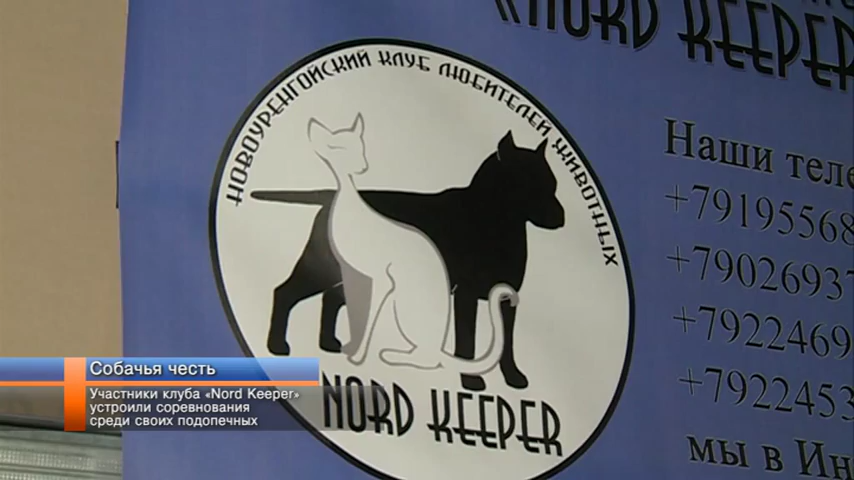 «NORD KEEPER
НОВОУРЕНГОЙСКИЙ КЛУБ ЛЮБИТЕЛЕЙ ЖИВОТНЫХ
NORD KEEPER
Наши теле
+79195568
+7902693
+7922469
+7922453
мы в Ин
Собачья честь
Участники клуба «Nord Keeper»
устроили соревнования
среди своих подопечных